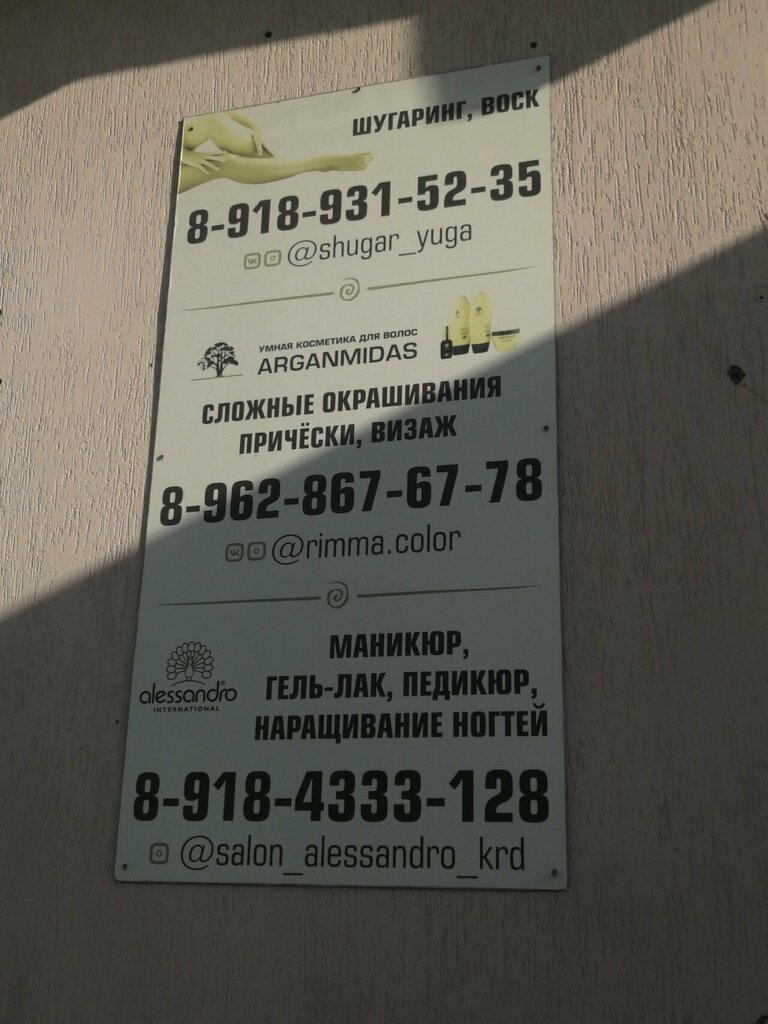 ШУГАРИНГ, ВОСК
8-918-931-52-35
@shugar_yuga
УМНАЯ КОСМЕТИКА ДЛЯ ВОЛОС
ARGANMIDAS
СЛОЖНЫЕ ОКРАШИВАНИЯ
ПРИЧЁСКИ, ВИЗАЖ
8-962-867-67-78
@rimma.color
МАНИКЮР,
ГЕЛЬ-ЛАК, ПЕДИКЮР,
НАРАЩИВАНИЕ НОГТЕЙ
alessandro®
INTERNATIONAL
8-918-4333-128
@salon_alessandro_krd